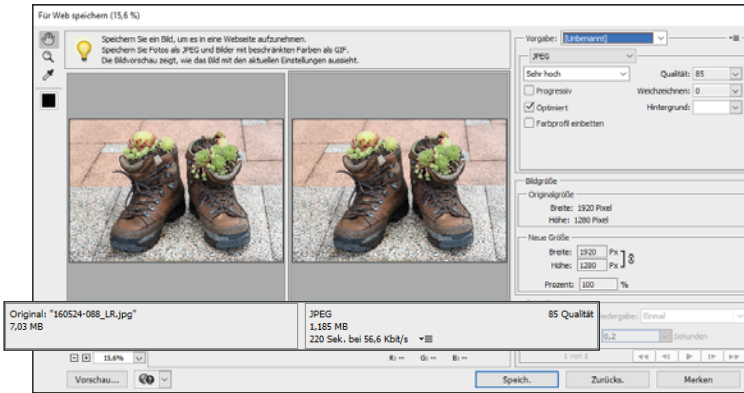 Für Web speichern (15,6 %)
Speichern Sie ein Bild, um es in eine Webseite aufzunehmen.
Speichern Sie Fotos als JPEG und Bilder mit beschränkten Farben als GIF.
Die Bildvorschau zeigt, wie das Bild mit den aktuellen Einstellungen aussieht.
Vorgabe: [Unbenannt]
JPEG
Sehr hoch
Qualität: 85
Progressiv
Weichzeichnen: 0
Optimiert
Hintergrund:
Farbprofil einbetten
Bildgröße
Originalgröße
Breite: 1920 Pixel
Höhe: 1280 Pixel
Neue Größe
Breite: 1920 Px
Höhe: 1280 Px
Prozent: 100 %
Original: "160524-088_LR.jpg"
7,03 MB
JPEG
85 Qualität
1,185 MB
220 Sek. bei 56,6 Kbit/s
Einmal
0,2 Sekunden
15.6%
R: -- G: -- B: --
1 von 1
Vorschau...
Speich.
Zurücks.
Merken